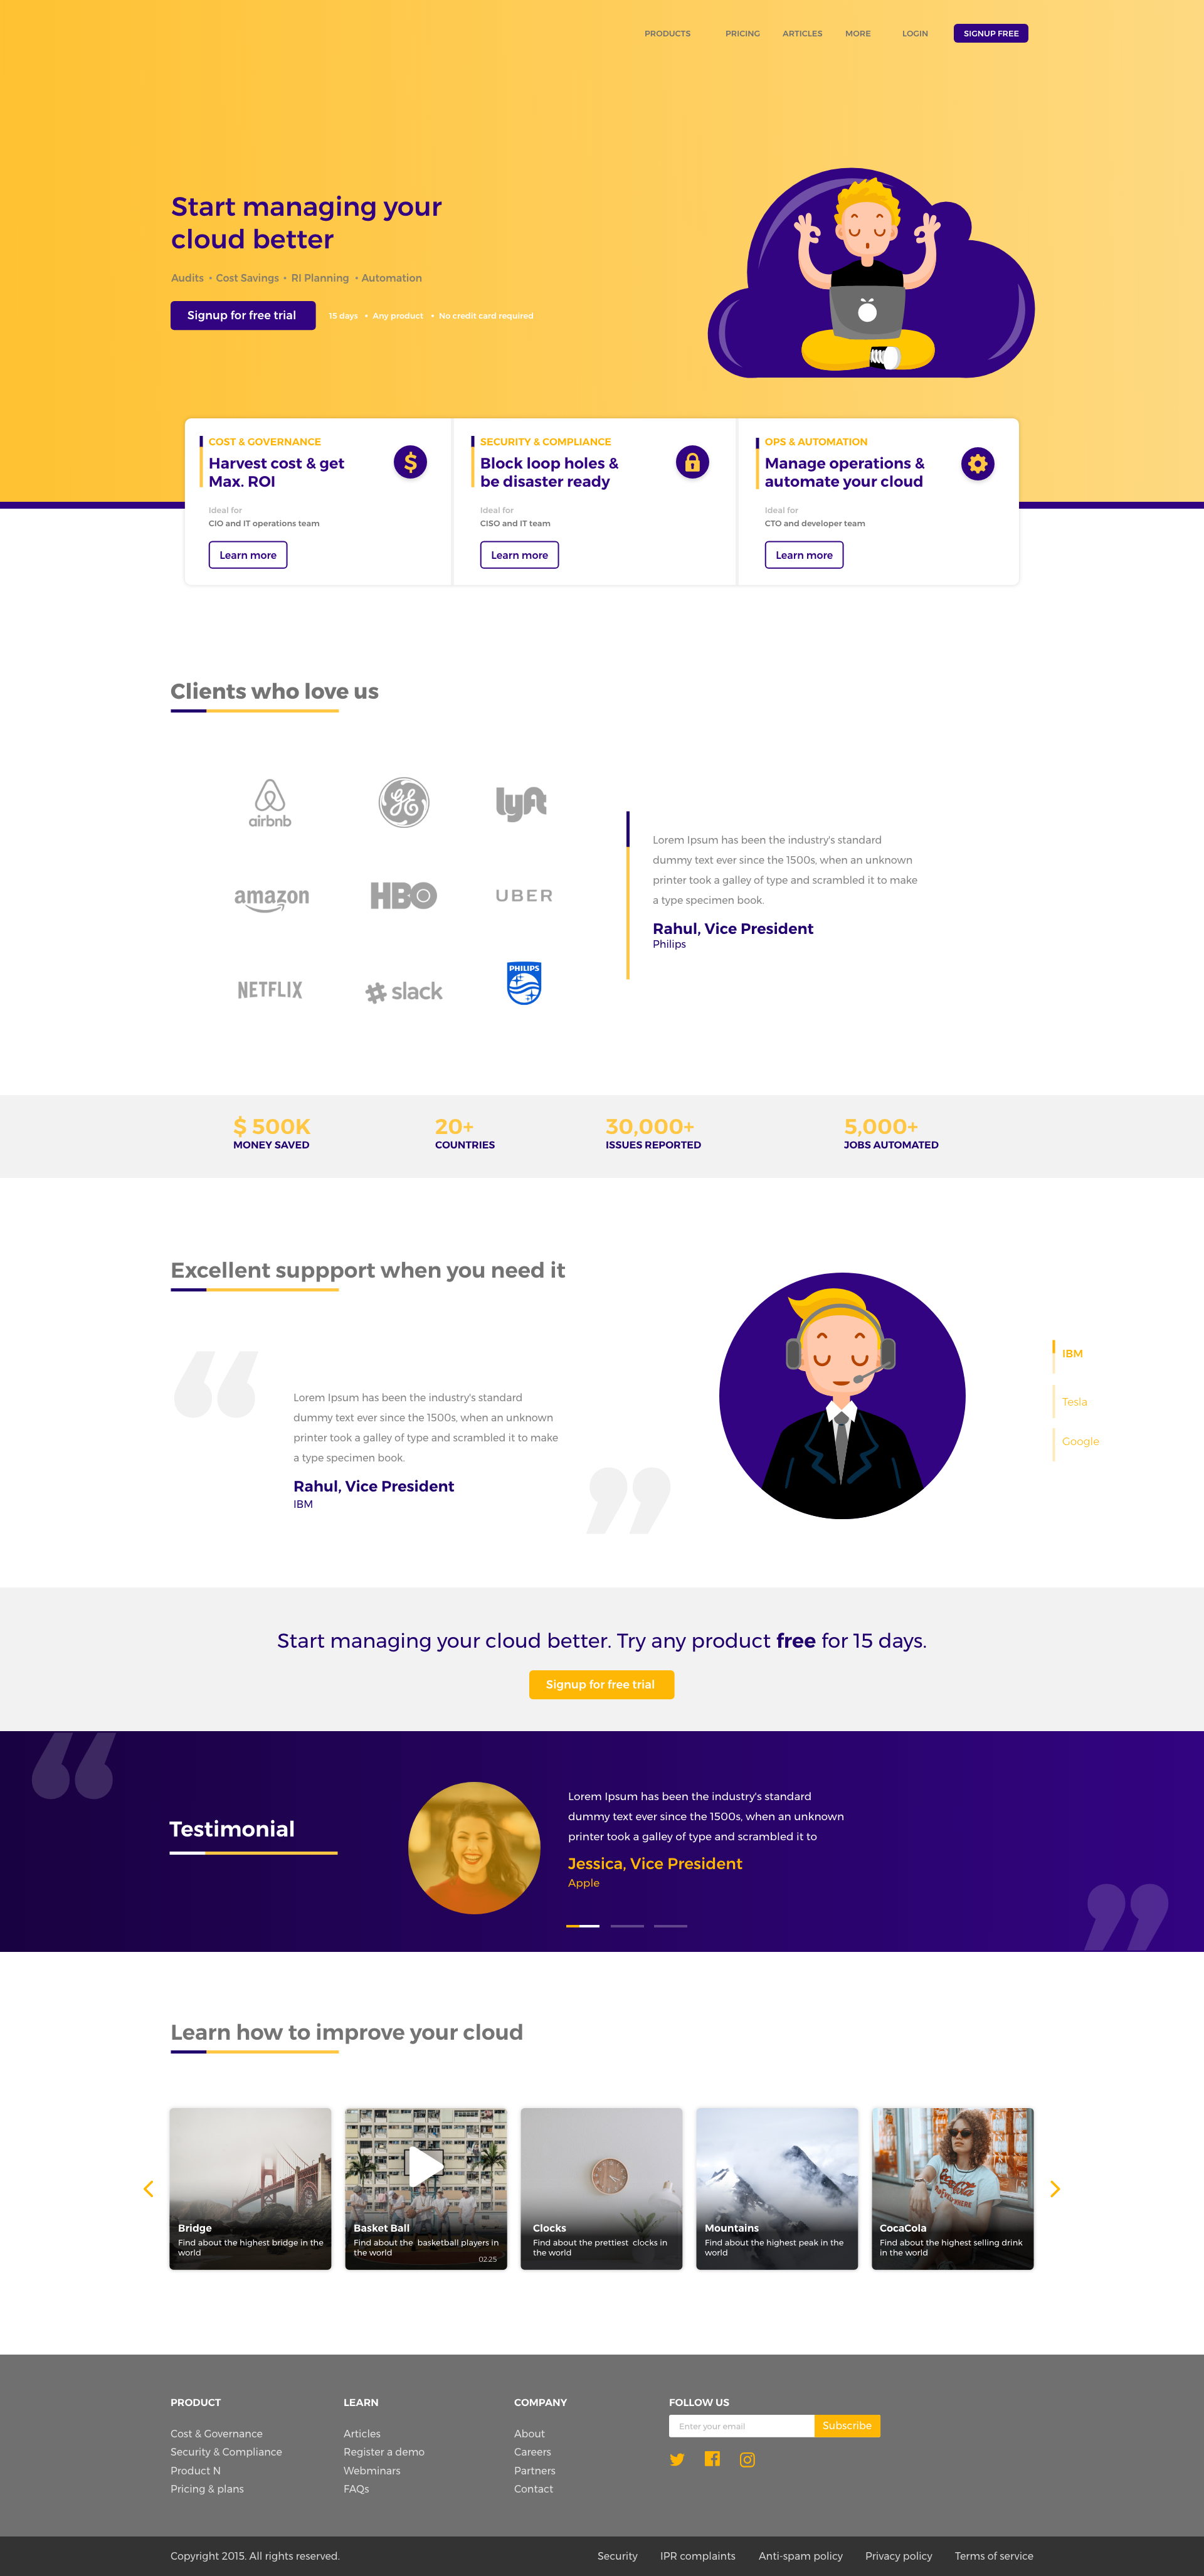 PRODUCTS PRICING ARTICLES MORE LOGIN SIGNUP FREE
Start managing your
cloud better
Audits • Cost Savings • RI Planning • Automation
Signup for free trial 15 days • Any product • No credit card required
COST & GOVERNANCE
Harvest cost & get
Max. ROI
Ideal for
CIO and IT operations team
Learn more
SECURITY & COMPLIANCE
Block loop holes &
be disaster ready
Ideal for
CISO and IT team
Learn more
OPS & AUTOMATION
Manage operations &
automate your cloud
Ideal for
CTO and developer team
Learn more
Clients who love us
airbnb GE lyft
amazon HBO UBER
NETFLIX slack PHILIPS
Lorem Ipsum has been the industry's standard
dummy text ever since the 1500s, when an unknown
printer took a galley of type and scrambled it to make
a type specimen book.
Rahul, Vice President
Philips
$ 500K
MONEY SAVED
20+
COUNTRIES
30,000+
ISSUES REPORTED
5,000+
JOBS AUTOMATED
Excellent suppport when you need it
“
Lorem Ipsum has been the industry's standard
dummy text ever since the 1500s, when an unknown
printer took a galley of type and scrambled it to make
a type specimen book.
Rahul, Vice President
IBM
”
IBM
Tesla
Google
Start managing your cloud better. Try any product free for 15 days.
Signup for free trial
“
Testimonial
Lorem Ipsum has been the industry's standard
dummy text ever since the 1500s, when an unknown
printer took a galley of type and scrambled it to
Jessica, Vice President
Apple
”
Learn how to improve your cloud
Bridge
Find about the highest bridge in the
world
Basket Ball
Find about the basketball players in
the world
02.25
Clocks
Find about the prettiest clocks in
the world
Mountains
Find about the highest peak in the
world
CocaCola
Find about the highest selling drink
in the world
PRODUCT
Cost & Governance
Security & Compliance
Product N
Pricing & plans
LEARN
Articles
Register a demo
Webminars
FAQs
COMPANY
About
Careers
Partners
Contact
FOLLOW US
Enter your email Subscribe
Copyright 2015. All rights reserved. Security IPR complaints Anti-spam policy Privacy policy Terms of service